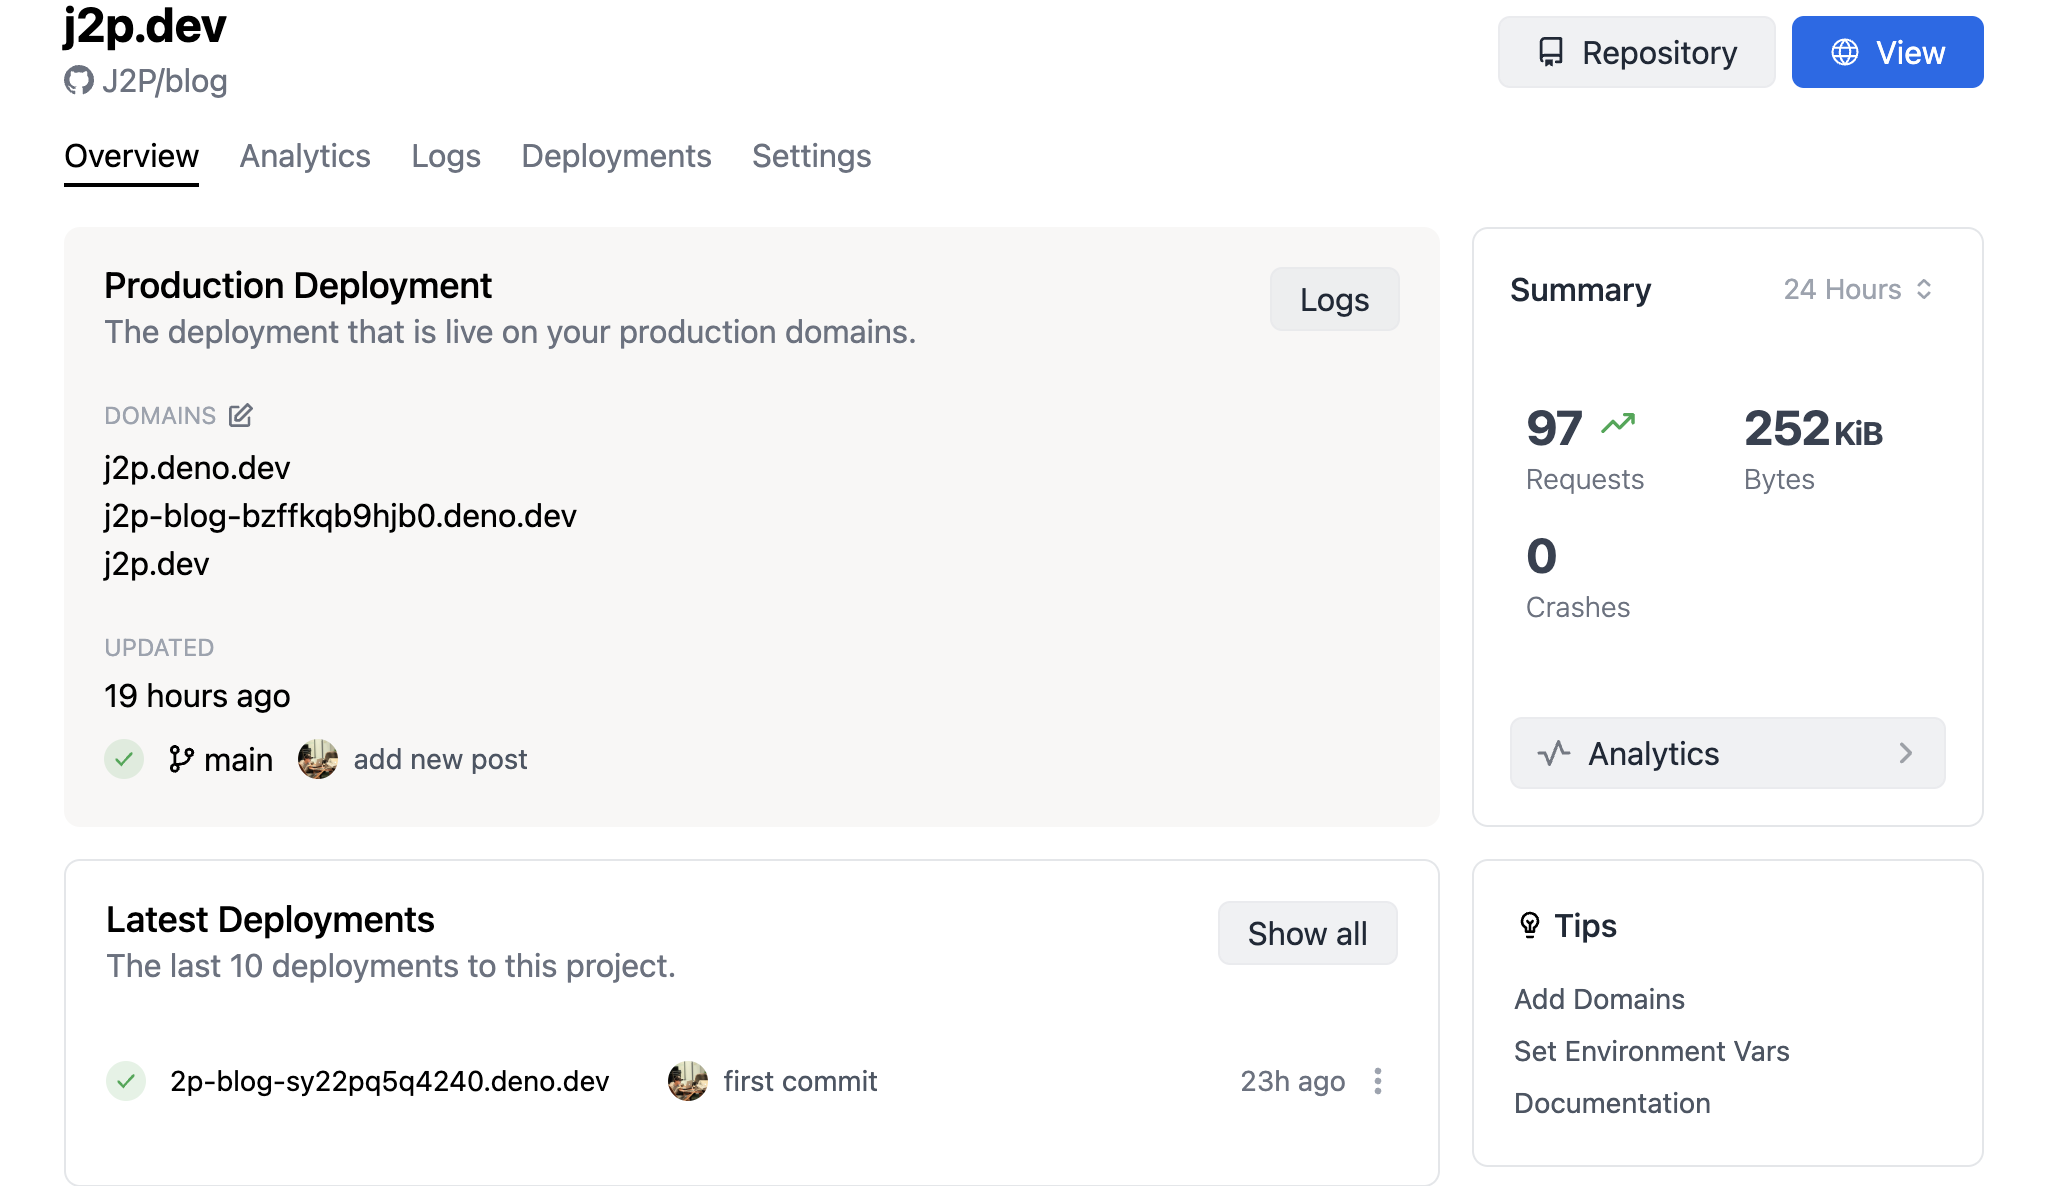 j2p.dev
J2P/blog
Repository
View
Overview
Analytics
Logs
Deployments
Settings
Production Deployment
The deployment that is live on your production domains.
Logs
DOMAINS
j2p.deno.dev
j2p-blog-bzffkqb9hjb0.deno.dev
j2p.dev
UPDATED
19 hours ago
main
add new post
Summary
24 Hours
97
Requests
252 KiB
Bytes
0
Crashes
Analytics
Latest Deployments
The last 10 deployments to this project.
Show all
2p-blog-sy22pq5q4240.deno.dev
first commit
23h ago
Tips
Add Domains
Set Environment Vars
Documentation